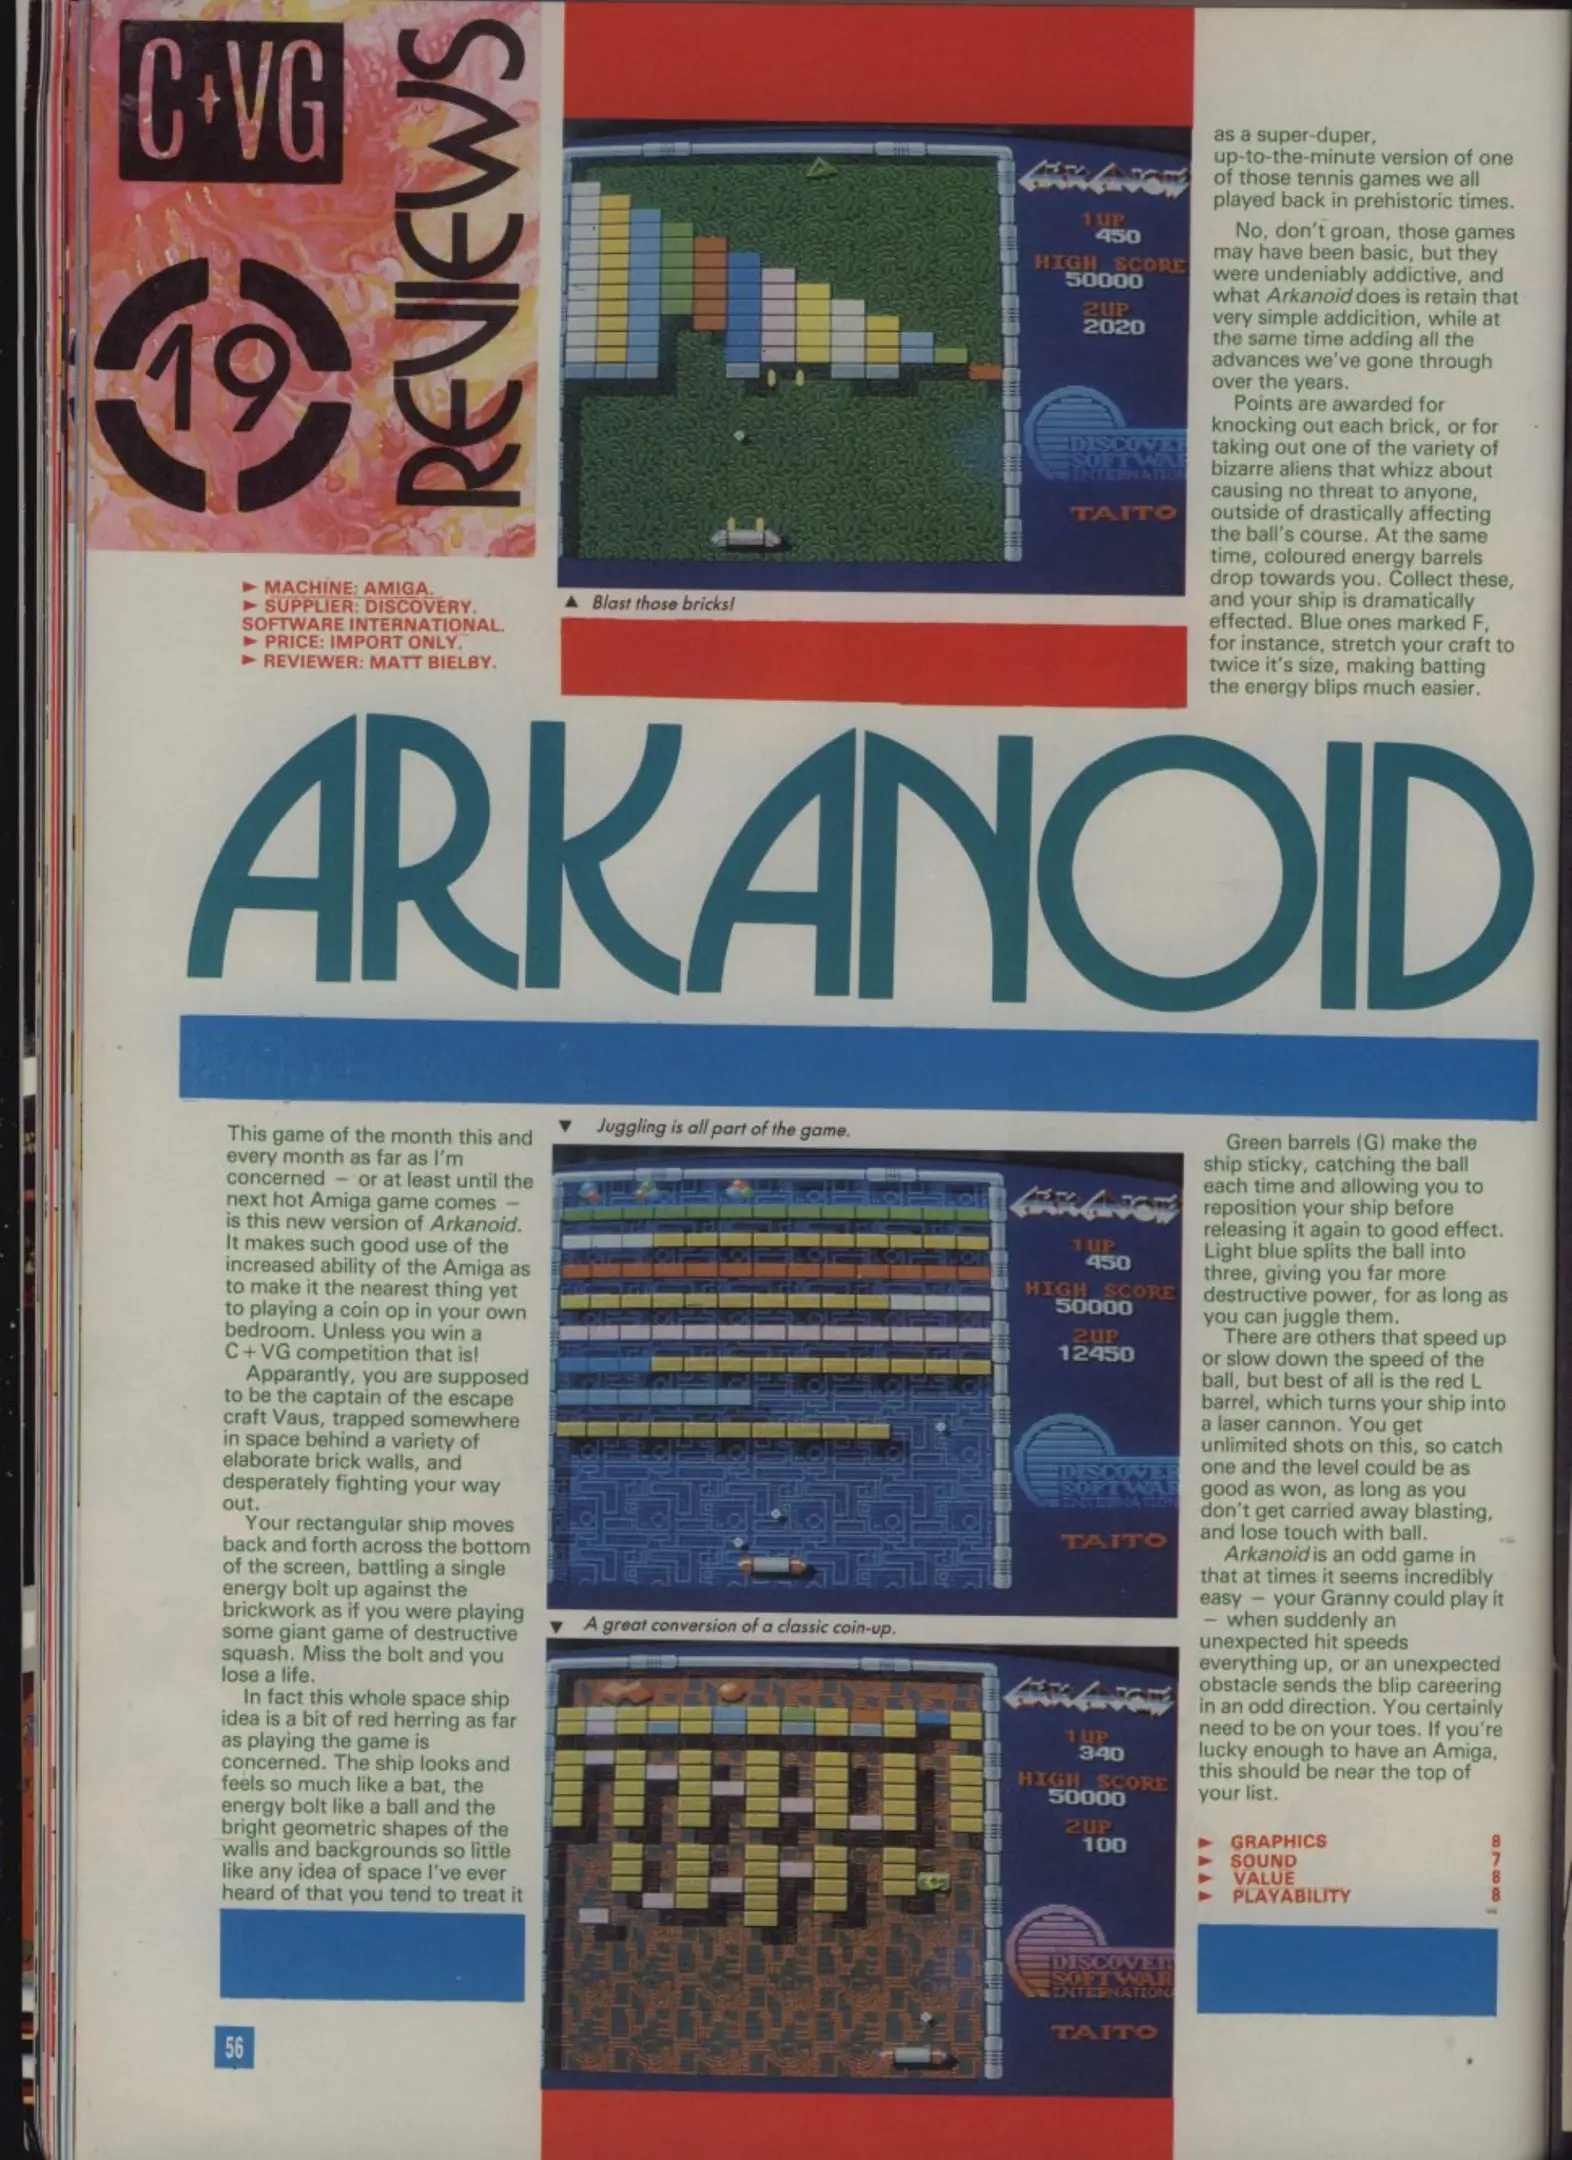 C+VG
REVIEWS
19
► MACHINE: AMIGA.
► SUPPLIER: DISCOVERY.
SOFTWARE INTERNATIONAL.
► PRICE: IMPORT ONLY.
► REVIEWER: MATT BIELBY.
ARKANOID
1UP
450
HIGH SCORE
50000
2UP
2020
DISCOVER
SOFTWAR
INTERNATION
TAITO
▲ Blast those bricks!
ARKANOID
This game of the month this and
every month as far as I'm
concerned — or at least until the
next hot Amiga game comes —
is this new version of Arkanoid.
It makes such good use of the
increased ability of the Amiga as
to make it the nearest thing yet
to playing a coin op in your own
bedroom. Unless you win a
C+VG competition that is!
Apparantly, you are supposed
to be the captain of the escape
craft Vaus, trapped somewhere
in space behind a variety of
elaborate brick walls, and
desperately fighting your way
out.
Your rectangular ship moves
back and forth across the bottom
of the screen, battling a single
energy bolt up against the
brickwork as if you were playing
some giant game of destructive
squash. Miss the bolt and you
lose a life.
In fact this whole space ship
idea is a bit of red herring as far
as playing the game is
concerned. The ship looks and
feels so much like a bat, the
energy bolt like a ball and the
bright geometric shapes of the
walls and backgrounds so little
like any idea of space I've ever
heard of that you tend to treat it
as a super-duper,
up-to-the-minute version of one
of those tennis games we all
played back in prehistoric times.
No, don't groan, those games
may have been basic, but they
were undeniably addictive, and
what Arkanoid does is retain that
very simple addicition, while at
the same time adding all the
advances we've gone through
over the years.
Points are awarded for
knocking out each brick, or for
taking out one of the variety of
bizarre aliens that whizz about
causing no threat to anyone,
outside of drastically affecting
the ball's course. At the same
time, coloured energy barrels
drop towards you. Collect these,
and your ship is dramatically
effected. Blue ones marked F,
for instance, stretch your craft to
twice it's size, making batting
the energy blips much easier.
▼ Juggling is all part of the game.
ARKANOID
1UP
450
HIGH SCORE
50000
2UP
12450
DISCOVER
SOFTWAR
INTERNATION
TAITO
▼ A great conversion of a classic coin-up.
ARKANOID
1UP
340
HIGH SCORE
50000
2UP
100
DISCOVER
SOFTWAR
INTERNATION
TAITO
Green barrels (G) make the
ship sticky, catching the ball
each time and allowing you to
reposition your ship before
releasing it again to good effect.
Light blue splits the ball into
three, giving you far more
destructive power, for as long as
you can juggle them.
There are others that speed up
or slow down the speed of the
ball, but best of all is the red L
barrel, which turns your ship into
a laser cannon. You get
unlimited shots on this, so catch
one and the level could be as
good as won, as long as you
don't get carried away blasting,
and lose touch with ball.
Arkanoid is an odd game in
that at times it seems incredibly
easy — your Granny could play it
— when suddenly an
unexpected hit speeds
everything up, or an unexpected
obstacle sends the blip careering
in an odd direction. You certainly
need to be on your toes. If you're
lucky enough to have an Amiga,
this should be near the top of
your list.
► GRAPHICS 8
► SOUND 7
► VALUE 8
► PLAYABILITY 8
56